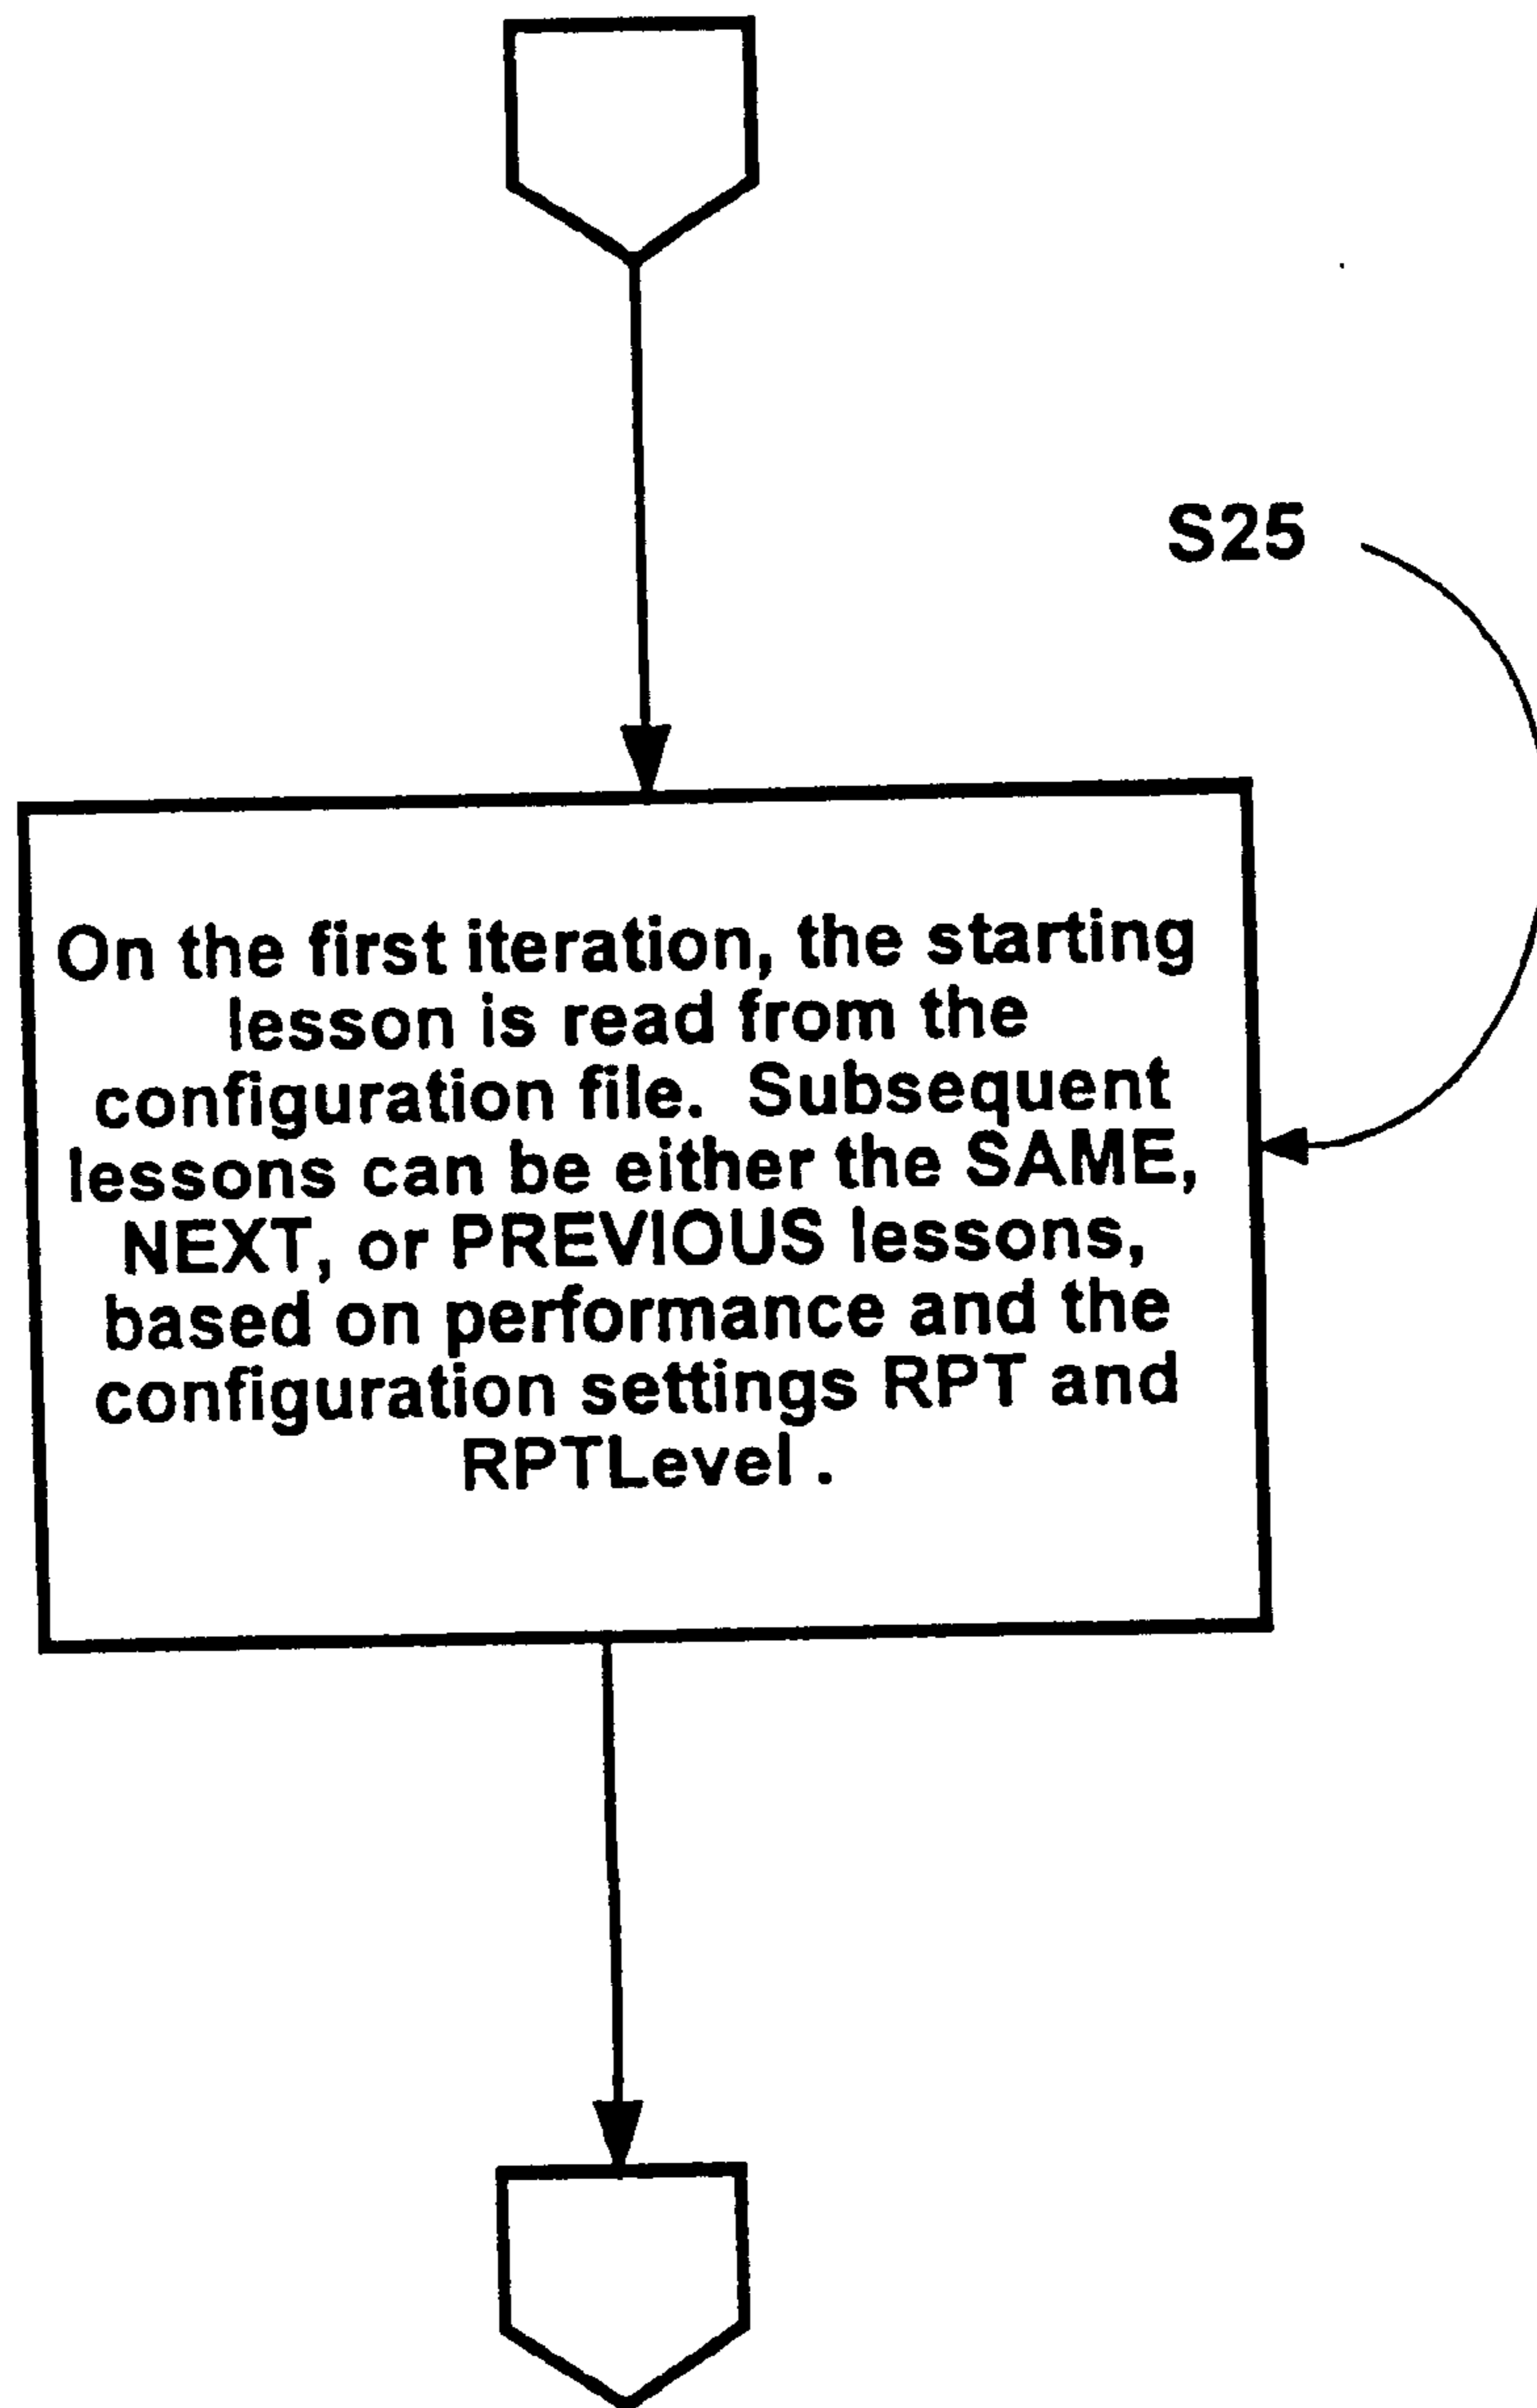 S25
On the first iteration, the starting
lesson is read from the
configuration file. Subsequent
lessons can be either the SAME,
NEXT, or PREVIOUS lessons,
based on performance and the
configuration settings RPT and
RPTLevel.